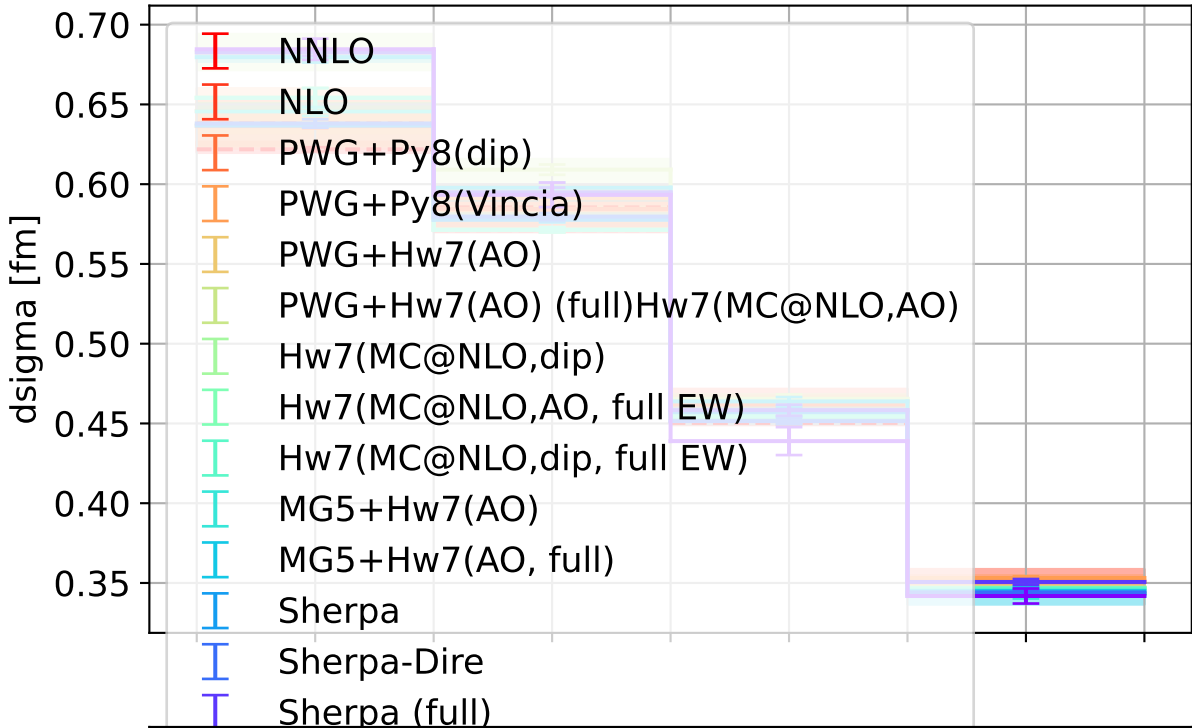 0.70
0.65
0.60
0.55
0.50
0.45
0.40
0.35
dsigma [fm]
NNLO
NLO
PWG+Py8(dip)
PWG+Py8(Vincia)
PWG+Hw7(AO)
PWG+Hw7(AO) (full)Hw7(MC@NLO,AO)
Hw7(MC@NLO,dip)
Hw7(MC@NLO,AO, full EW)
Hw7(MC@NLO,dip, full EW)
MG5+Hw7(AO)
MG5+Hw7(AO, full)
Sherpa
Sherpa-Dire
Sherpa (full)